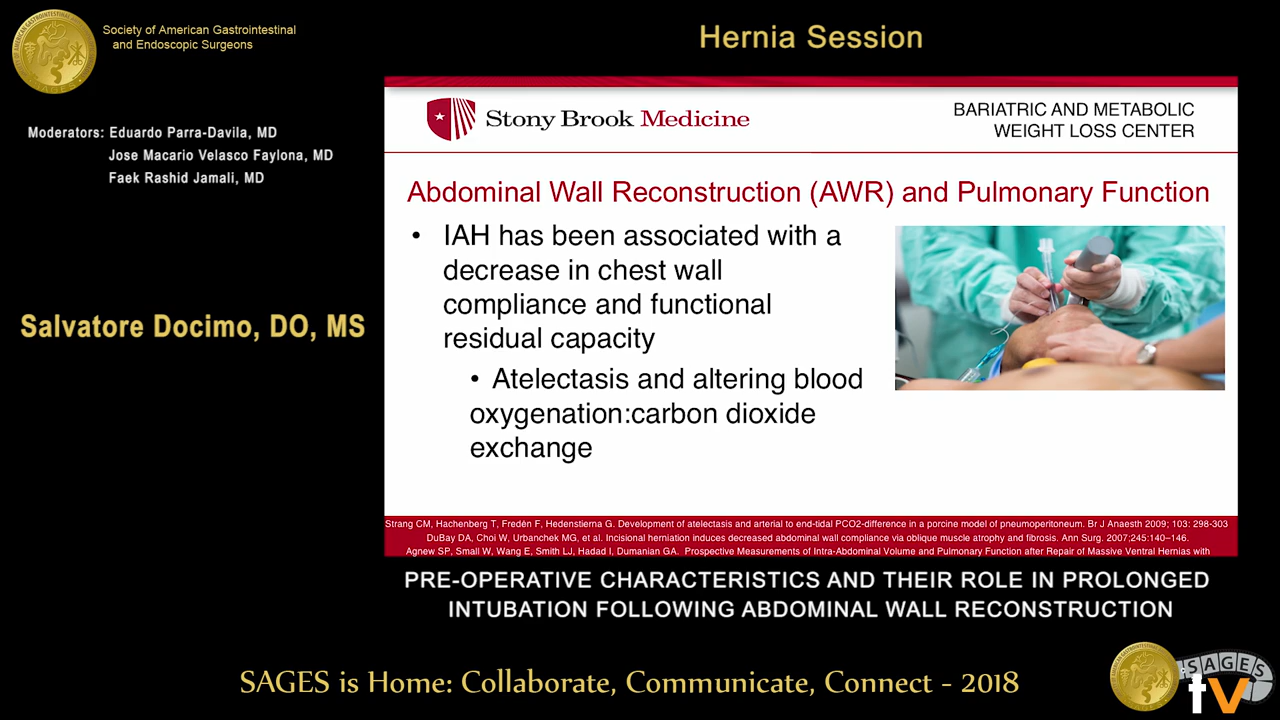 Society of American Gastrointestinal
and Endoscopic Surgeons
Hernia Session
Moderators: Eduardo Parra-Davila, MD
Jose Macario Velasco Faylona, MD
Faek Rashid Jamali, MD
Salvatore Docimo, DO, MS
Stony Brook Medicine
BARIATRIC AND METABOLIC
WEIGHT LOSS CENTER
Abdominal Wall Reconstruction (AWR) and Pulmonary Function
• IAH has been associated with a
decrease in chest wall
compliance and functional
residual capacity
• Atelectasis and altering blood
oxygenation:carbon dioxide
exchange
Strang CM, Hachenberg T, Fredén F, Hedenstierna G. Development of atelectasis and arterial to end-tidal PCO2-difference in a porcine model of pneumoperitoneum. Br J Anaesth 2009; 103: 298-303
DuBay DA, Choi W, Urbanchek MG, et al. Incisional herniation induces decreased abdominal wall compliance via oblique muscle atrophy and fibrosis. Ann Surg. 2007;245:140–146.
Agnew SP, Small W, Wang E, Smith LJ, Hadad I, Dumanian GA. Prospective Measurements of Intra-Abdominal Volume and Pulmonary Function after Repair of Massive Ventral Hernias with
PRE-OPERATIVE CHARACTERISTICS AND THEIR ROLE IN PROLONGED
INTUBATION FOLLOWING ABDOMINAL WALL RECONSTRUCTION
SAGES is Home: Collaborate, Communicate, Connect - 2018
SAGES
tv